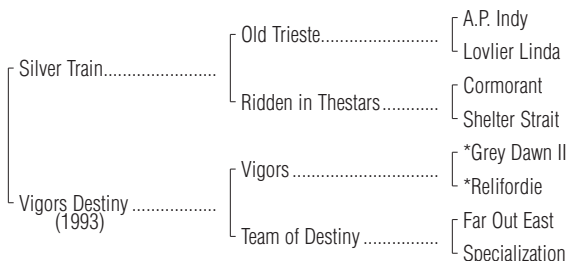 A.P. Indy
Old Trieste.......................
Lovlier Linda
Silver Train......................
Cormorant
Ridden in Thestars...........
Shelter Strait
*Grey Dawn II
Vigors.............................
*Relifordie
Vigors Destiny ................
(1993)
Far Out East
Team of Destiny ..............
Specialization